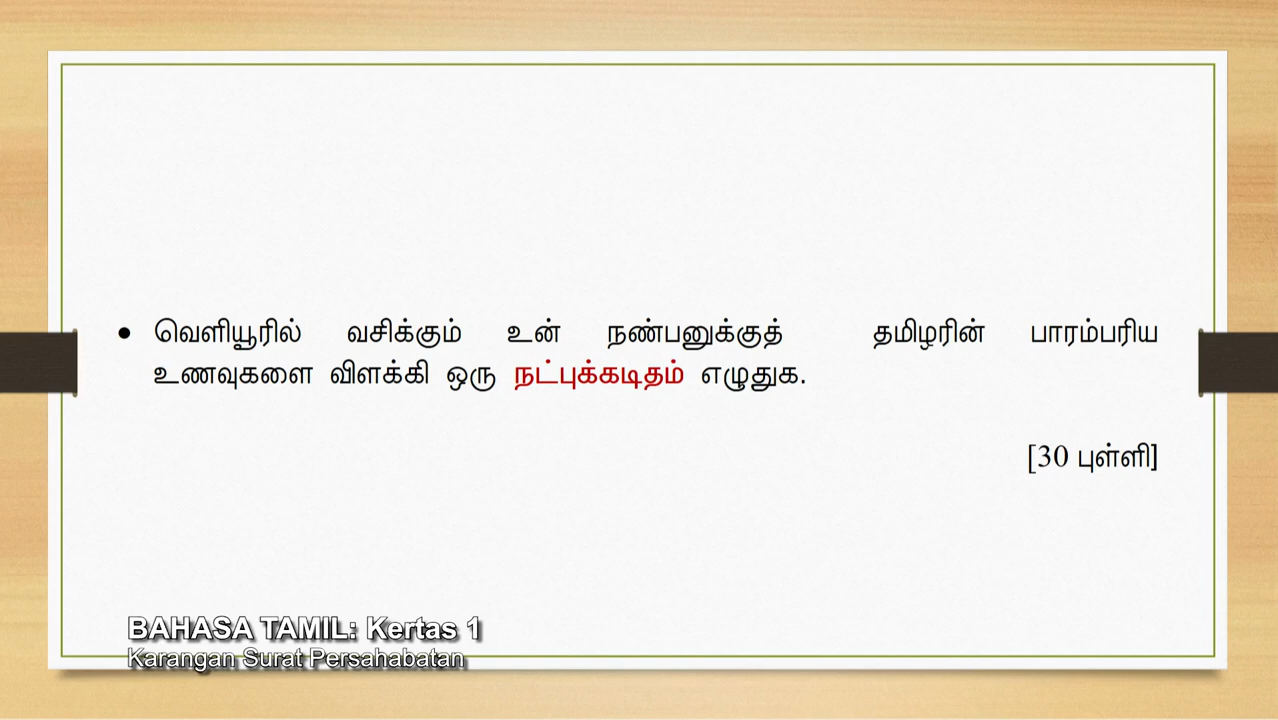 • வெளியூரில் வசிக்கும் உன் நண்பனுக்குத் தமிழரின் பாரம்பரிய
உணவுகளை விளக்கி ஒரு நட்புக்கடிதம் எழுதுக.
[30 புள்ளி]
BAHASA TAMIL: Kertas 1
Karangan Surat Persahabatan